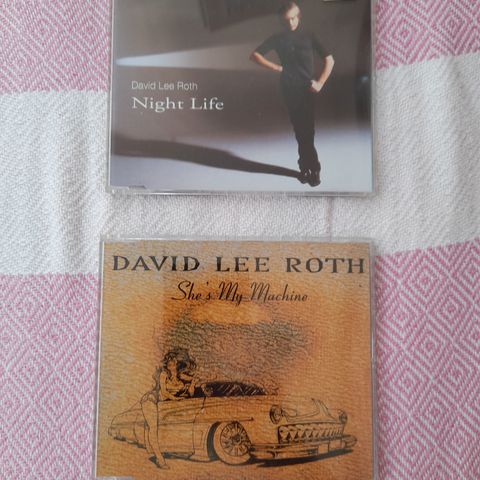 David Lee Roth
Night Life
DAVID LEE ROTH
She's My Machine